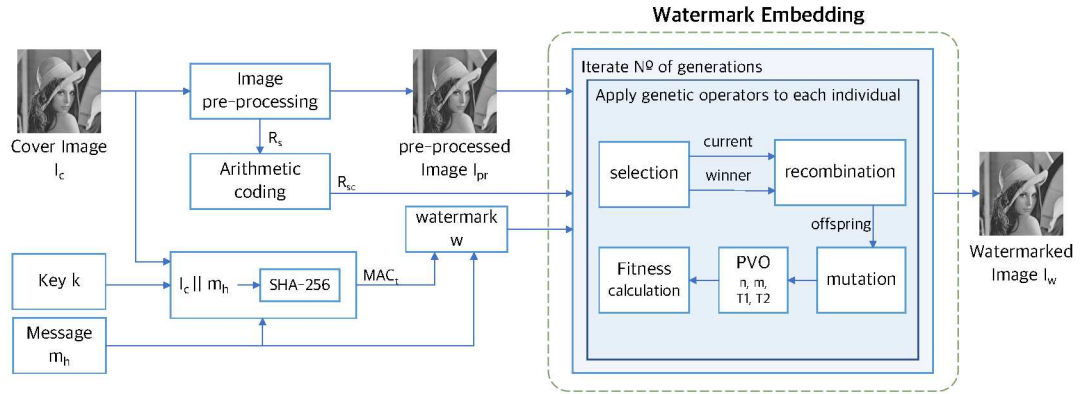 Watermark Embedding
Iterate Nº of generations
Apply genetic operators to each individual
Image
pre-processing
Cover Image
Ic
Rs
pre-processed
Image Ipr
Arithmetic
coding
Rsc
selection
current
winner
recombination
offspring
watermark
w
Key k
Ic || mh
SHA-256
MACt
Message
mh
Fitness
calculation
PVO
n, m,
T1, T2
mutation
Watermarked
Image Iw